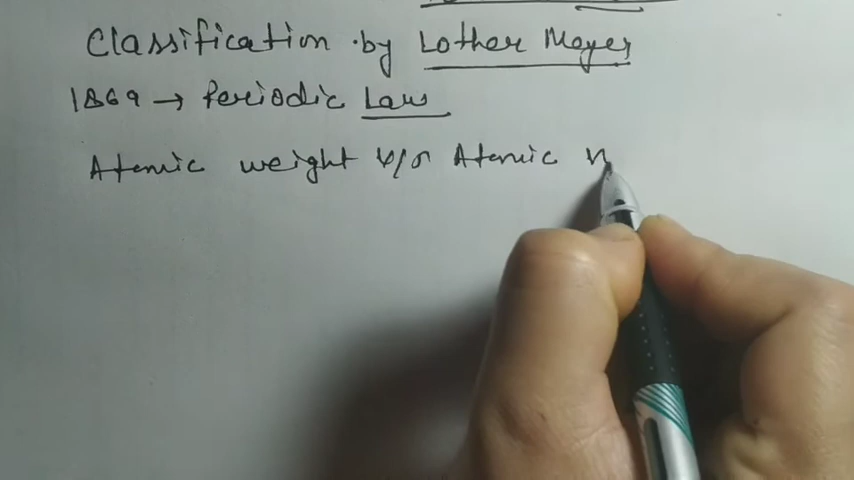 Classification by Lother Meyer
1869 → Periodic Law
Atomic weight v/s Atomic